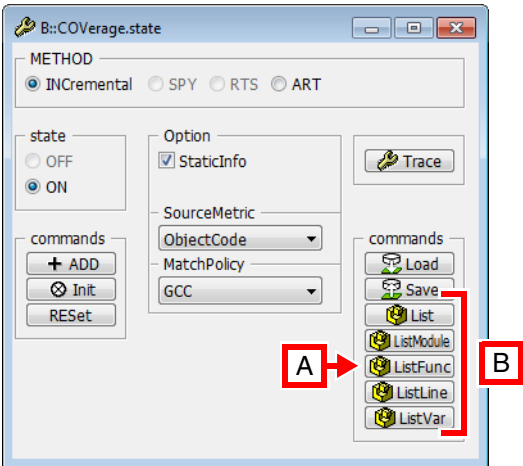 B::COVerage.state
METHOD
INCremental SPY RTS ART
state
OFF
ON
Option
StaticInfo
Trace
SourceMetric
ObjectCode
MatchPolicy
GCC
commands
+ ADD
Init
RESet
commands
Load
Save
List
ListModule
ListFunc
ListLine
ListVar
A
B